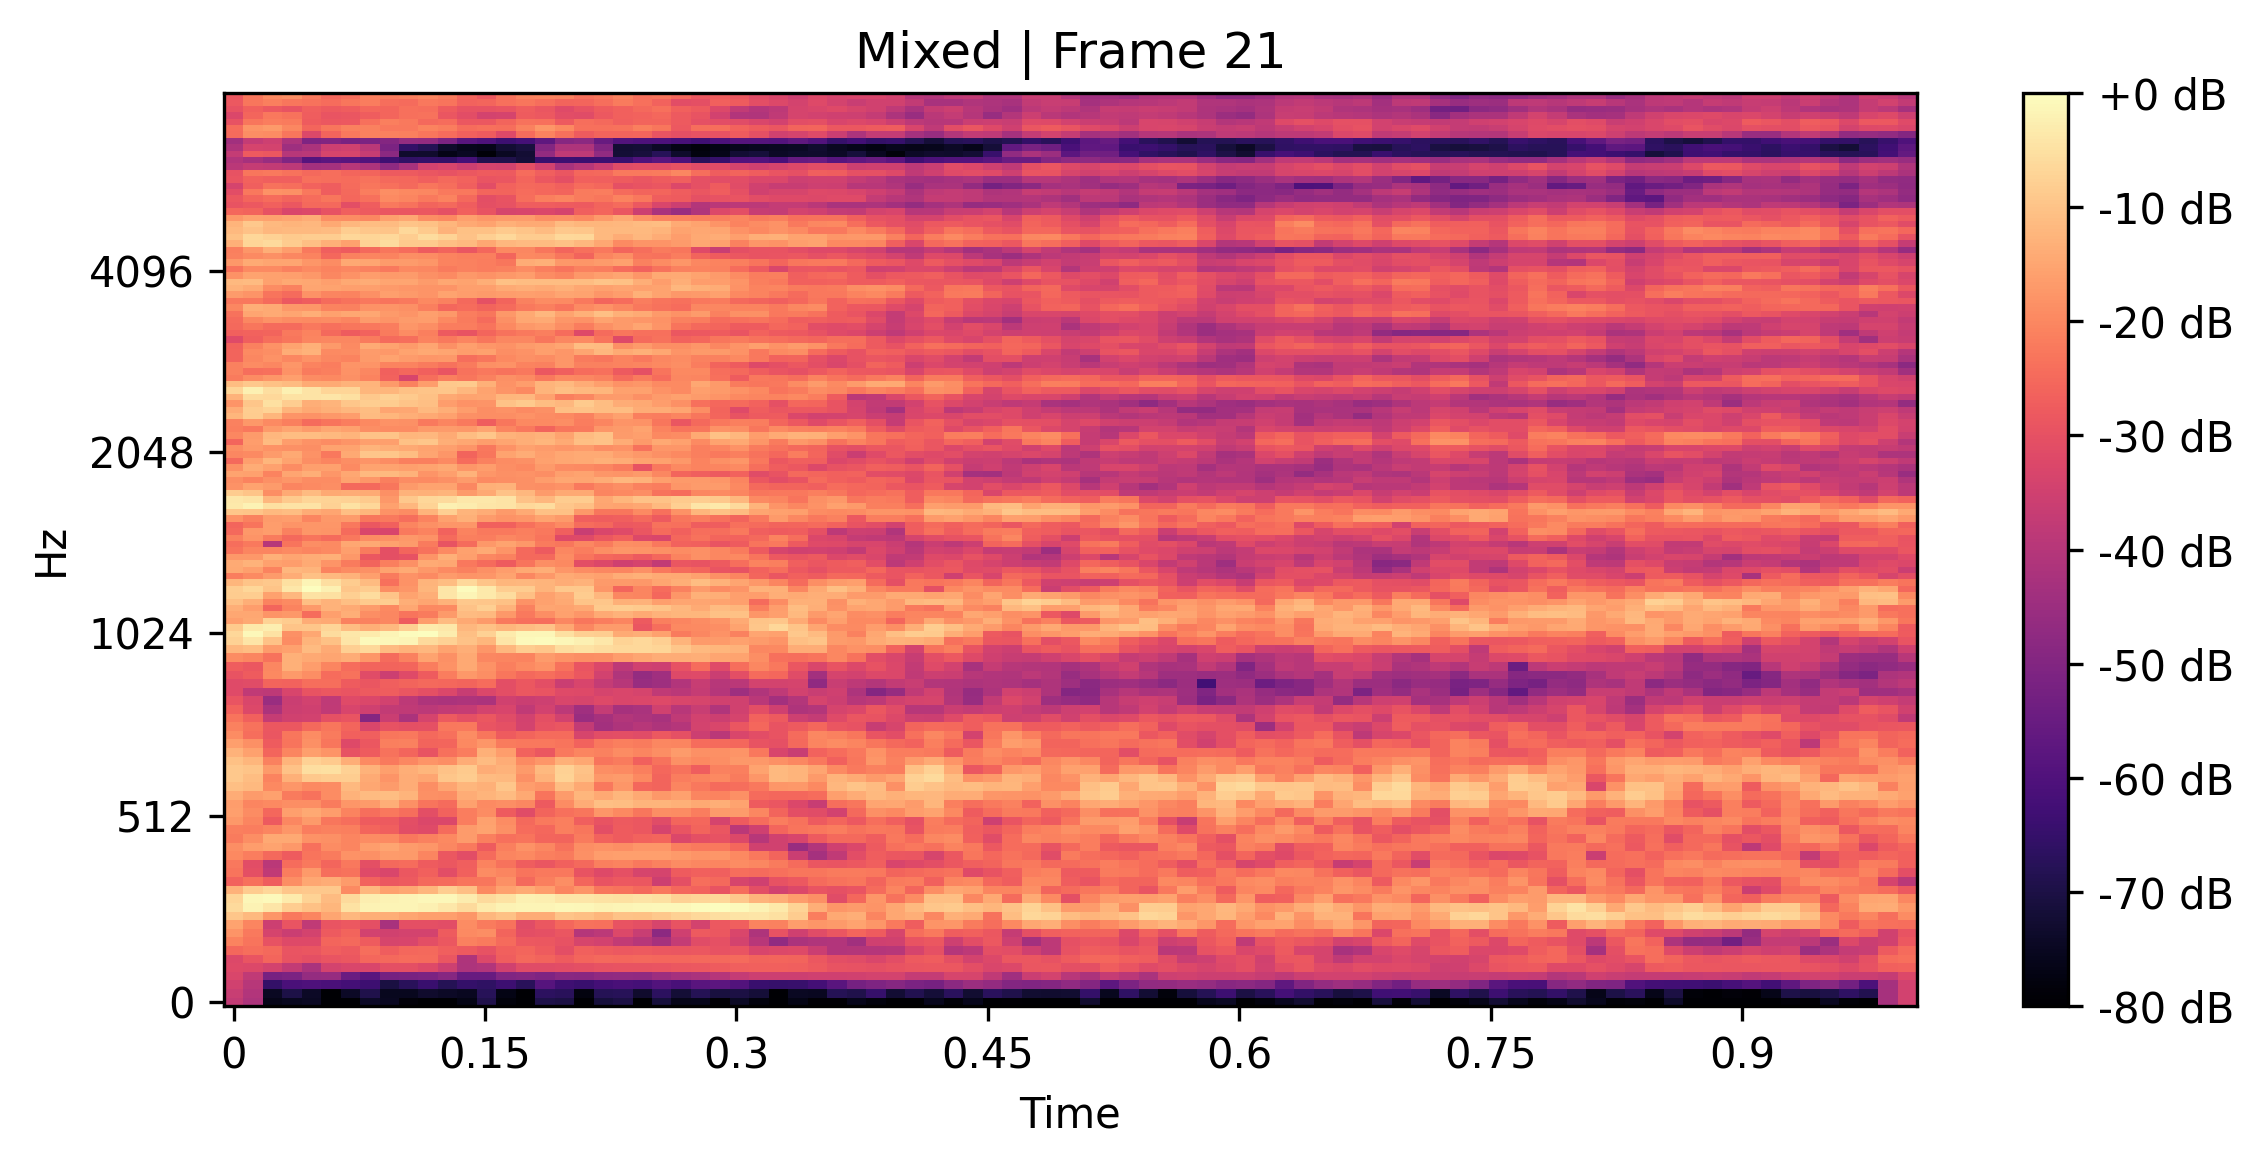 Mixed | Frame 21
Hz
4096
2048
1024
512
0
0 0.15 0.3 0.45 0.6 0.75 0.9
Time
+0 dB
-10 dB
-20 dB
-30 dB
-40 dB
-50 dB
-60 dB
-70 dB
-80 dB